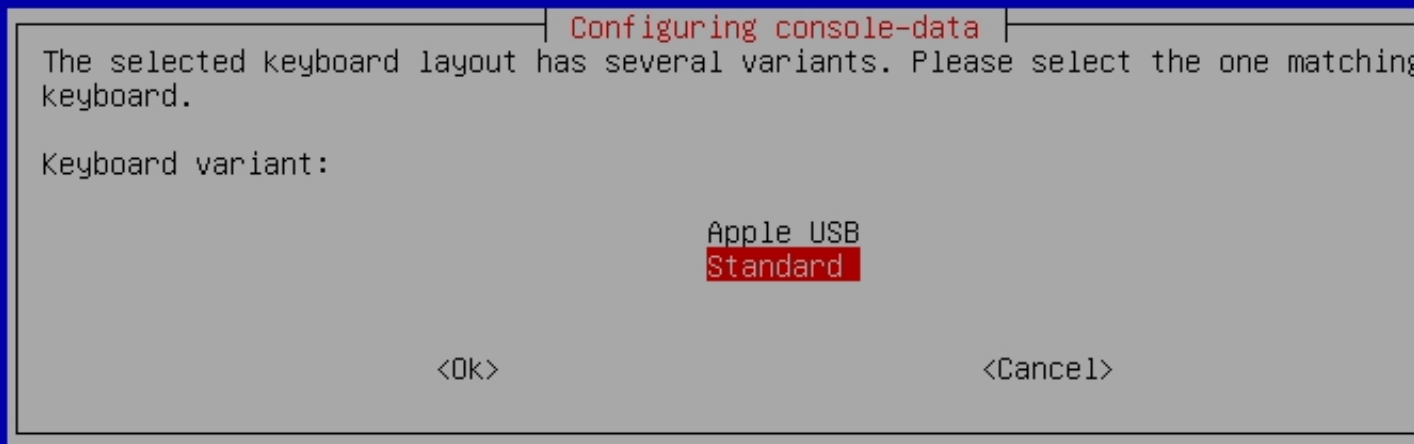 Configuring console-data
The selected keyboard layout has several variants. Please select the one matching
keyboard.
Keyboard variant:
Apple USB
Standard
<Ok> <Cancel>